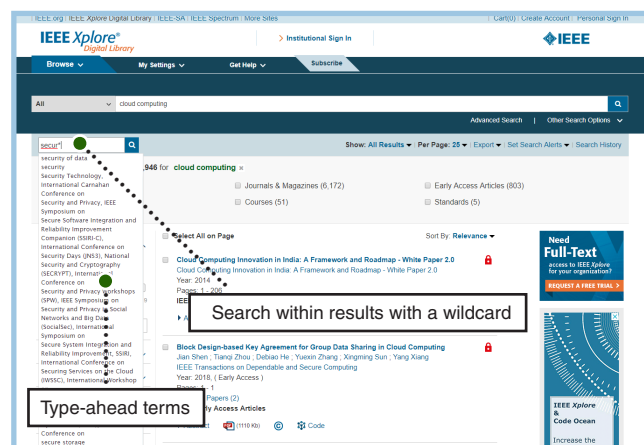 IEEE.org | IEEE Xplore Digital Library | IEEE-SA | IEEE Spectrum | More Sites
Cart(0) | Create Account | Personal Sign In
IEEE Xplore®
Digital Library
> Institutional Sign In
IEEE
Browse
My Settings
Get Help
Subscribe
All
cloud computing
Advanced Search | Other Search Options
secur*
Show: All Results Per Page: 25 Export Set Search Alerts Search History
,946 for cloud computing ×
Journals & Magazines (6,172)
Early Access Articles (803)
Courses (51)
Standards (5)
security of data
security
Security Technology,
International Carnahan
Conference on
Security and Privacy, IEEE
Symposium on
Secure Software Integration and
Reliability Improvement
Companion (SSIRI-C),
International Conference on
Security Days (JNS3), National
Security and Cryptography
(SECRYPT), International
Conference on
Security and Privacy Workshops
(SPW), IEEE Symposium on
Security and Privacy in Social
Networks and Big Data
(SocialSec), International
Symposium on
Secure System Integration and
Reliability Improvement, SSIRI,
International Conference on
Securing Services on the Cloud
(IWSSC), International Workshop
Conference on
secure storage
Select All on Page
Sort By: Relevance
Cloud Computing Innovation in India: A Framework and Roadmap - White Paper 2.0
Cloud Computing Innovation in India: A Framework and Roadmap - White Paper 2.0
Year: 2014
Pages: 1 - 206
IEE
Search within results with a wildcard
Block Design-based Key Agreement for Group Data Sharing in Cloud Computing
Jian Shen ; Tianqi Zhou ; Debiao He ; Yuexin Zhang ; Xingming Sun ; Yang Xiang
IEEE Transactions on Dependable and Secure Computing
Year: 2018, ( Early Access )
Pages: 1 - 1
Papers (2)
ly Access Articles
(1110 Kb)
©
Code
Type-ahead terms
Need
Full-Text
access to IEEE Xplore
for your organization?
REQUEST A FREE TRIAL >
IEEE Xplore
&
Code Ocean
Increase the